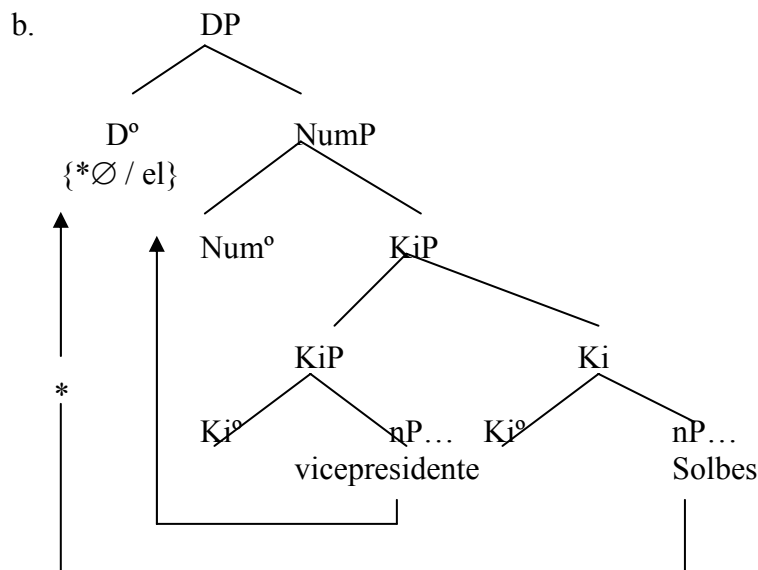 b. DP
Dº NumP
{*∅ / el}
Numº KiP
KiP Ki
*
Kiº nP… Kiº nP…
vicepresidente Solbes